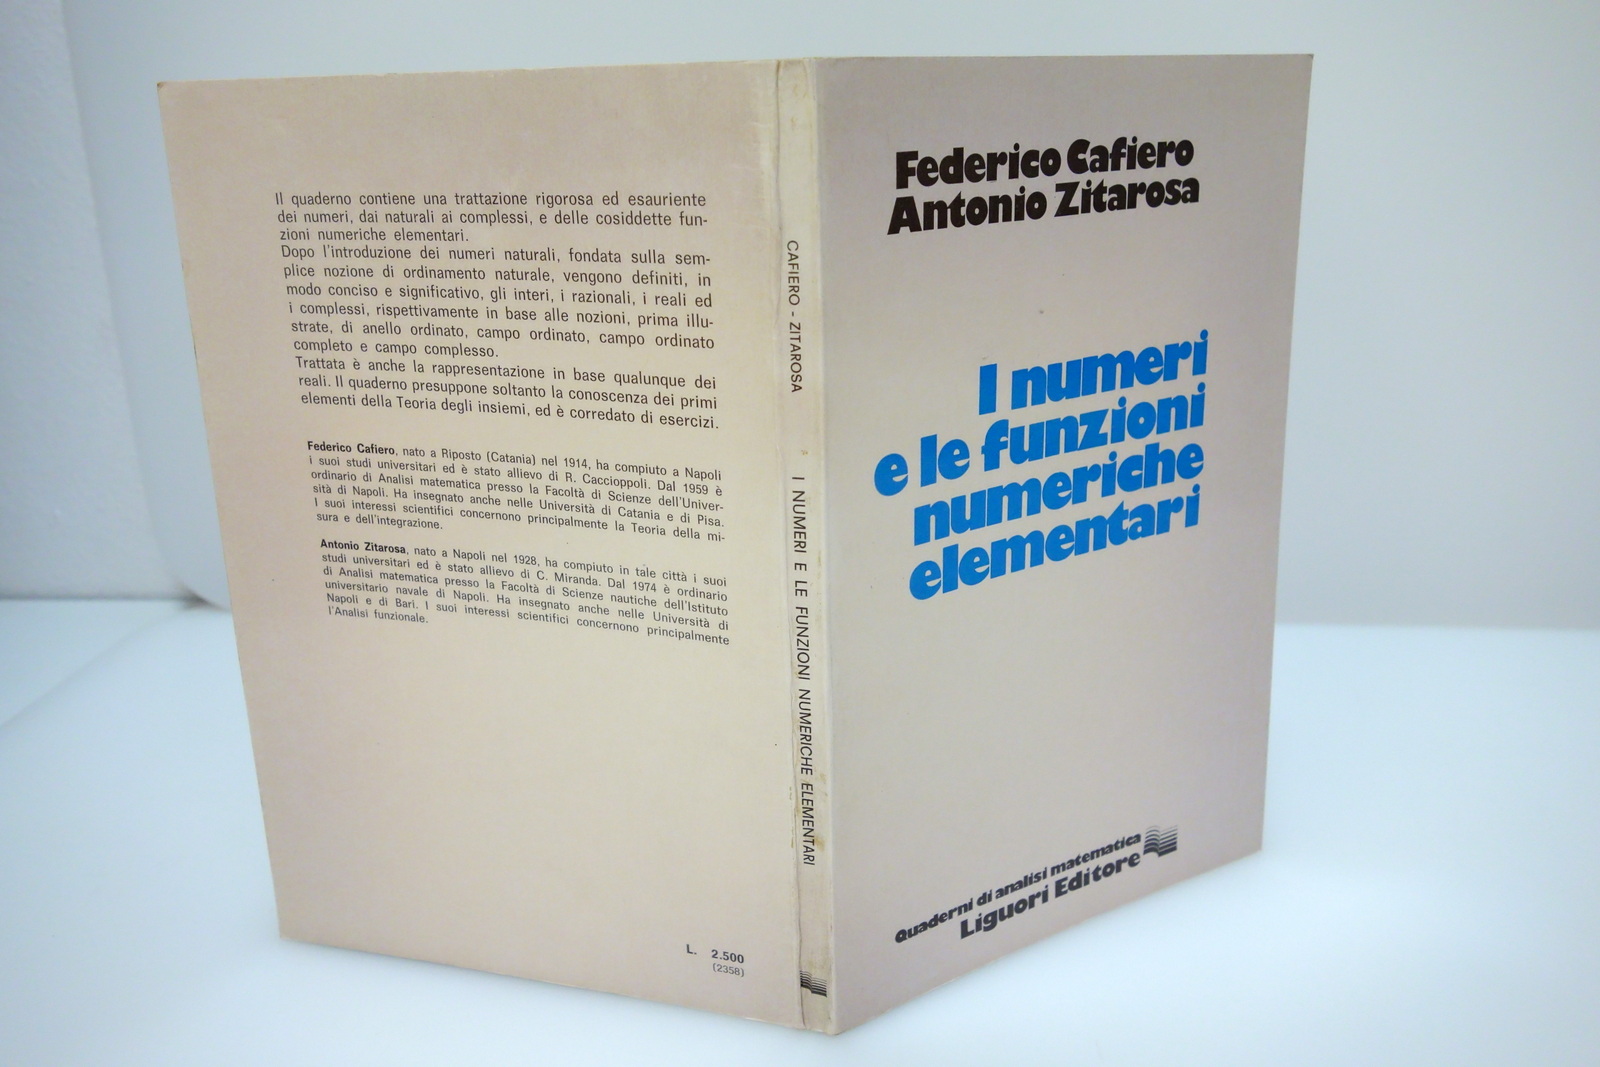 Il quaderno contiene una trattazione rigorosa ed esauriente
dei numeri, dai naturali ai complessi, e delle cosiddette fun-
zioni numeriche elementari.
Dopo l'introduzione dei numeri naturali, fondata sulla sem-
plice nozione di ordinamento naturale, vengono definiti, in
modo conciso e significativo, gli interi, i razionali, i reali ed
i complessi, rispettivamente in base alle nozioni, prima illu-
strate, di anello ordinato, campo ordinato, campo ordinato
completo e campo complesso.
Trattata è anche la rappresentazione in base qualunque dei
reali. Il quaderno presuppone soltanto la conoscenza dei primi
elementi della Teoria degli insiemi, ed è corredato di esercizi.
Federico Cafiero, nato a Riposto (Catania) nel 1914, ha compiuto a Napoli
i suoi studi universitari ed è stato allievo di R. Caccioppoli. Dal 1959 è
ordinario di Analisi matematica presso la Facoltà di Scienze dell'Univer-
sità di Napoli. Ha insegnato anche nelle Università di Catania e di Pisa.
I suoi interessi scientifici concernono principalmente la Teoria della mi-
sura e dell'integrazione.
Antonio Zitarosa, nato a Napoli nel 1928, ha compiuto in tale città i suoi
studi universitari ed è stato allievo di C. Miranda. Dal 1974 è ordinario
di Analisi matematica presso la Facoltà di Scienze nautiche dell'Istituto
universitario navale di Napoli. Ha insegnato anche nelle Università di
Napoli e di Bari. I suoi interessi scientifici concernono principalmente
l'Analisi funzionale.
L. 2.500
(2358)
CAFIERO - ZITAROSA I NUMERI E LE FUNZIONI NUMERICHE ELEMENTARI
Federico Cafiero
Antonio Zitarosa
I numeri
e le funzioni
numeriche
elementari
Quaderni di analisi matematica
Liguori Editore